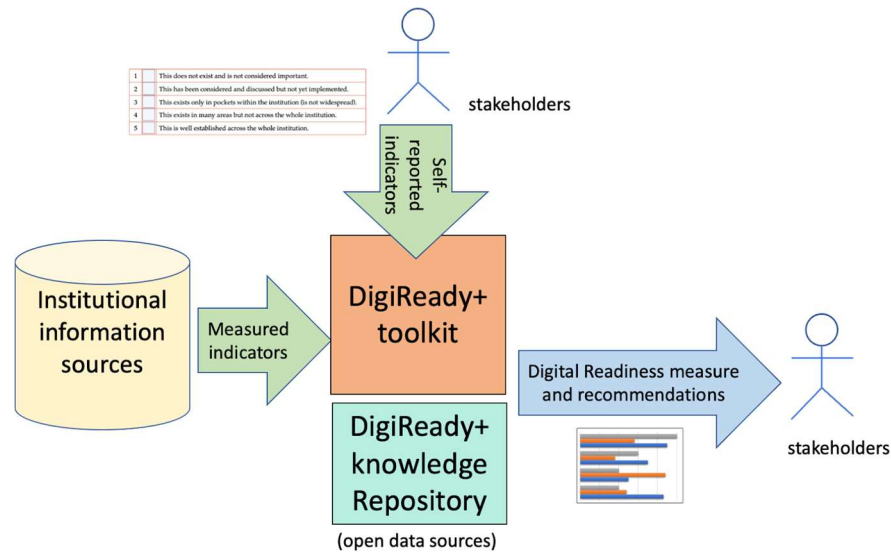 1 This does not exist and is not considered important.
2 This has been considered and discussed but not yet implemented.
3 This exists only in pockets within the institution (is not widespread).
4 This exists in many areas but not across the whole institution.
5 This is well established across the whole institution.
stakeholders
Self-
reported
indicators
Institutional
information
sources
Measured
indicators
DigiReady+
toolkit
DigiReady+
knowledge
Repository
(open data sources)
Digital Readiness measure
and recommendations
stakeholders